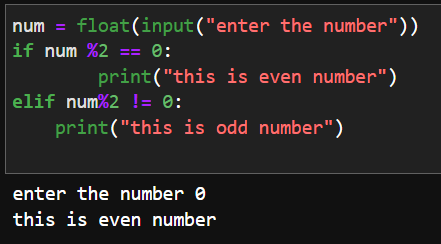 num = float(input("enter the number"))
if num %2 == 0:
        print("this is even number")
elif num%2 != 0:
    print("this is odd number")
enter the number 0
this is even number